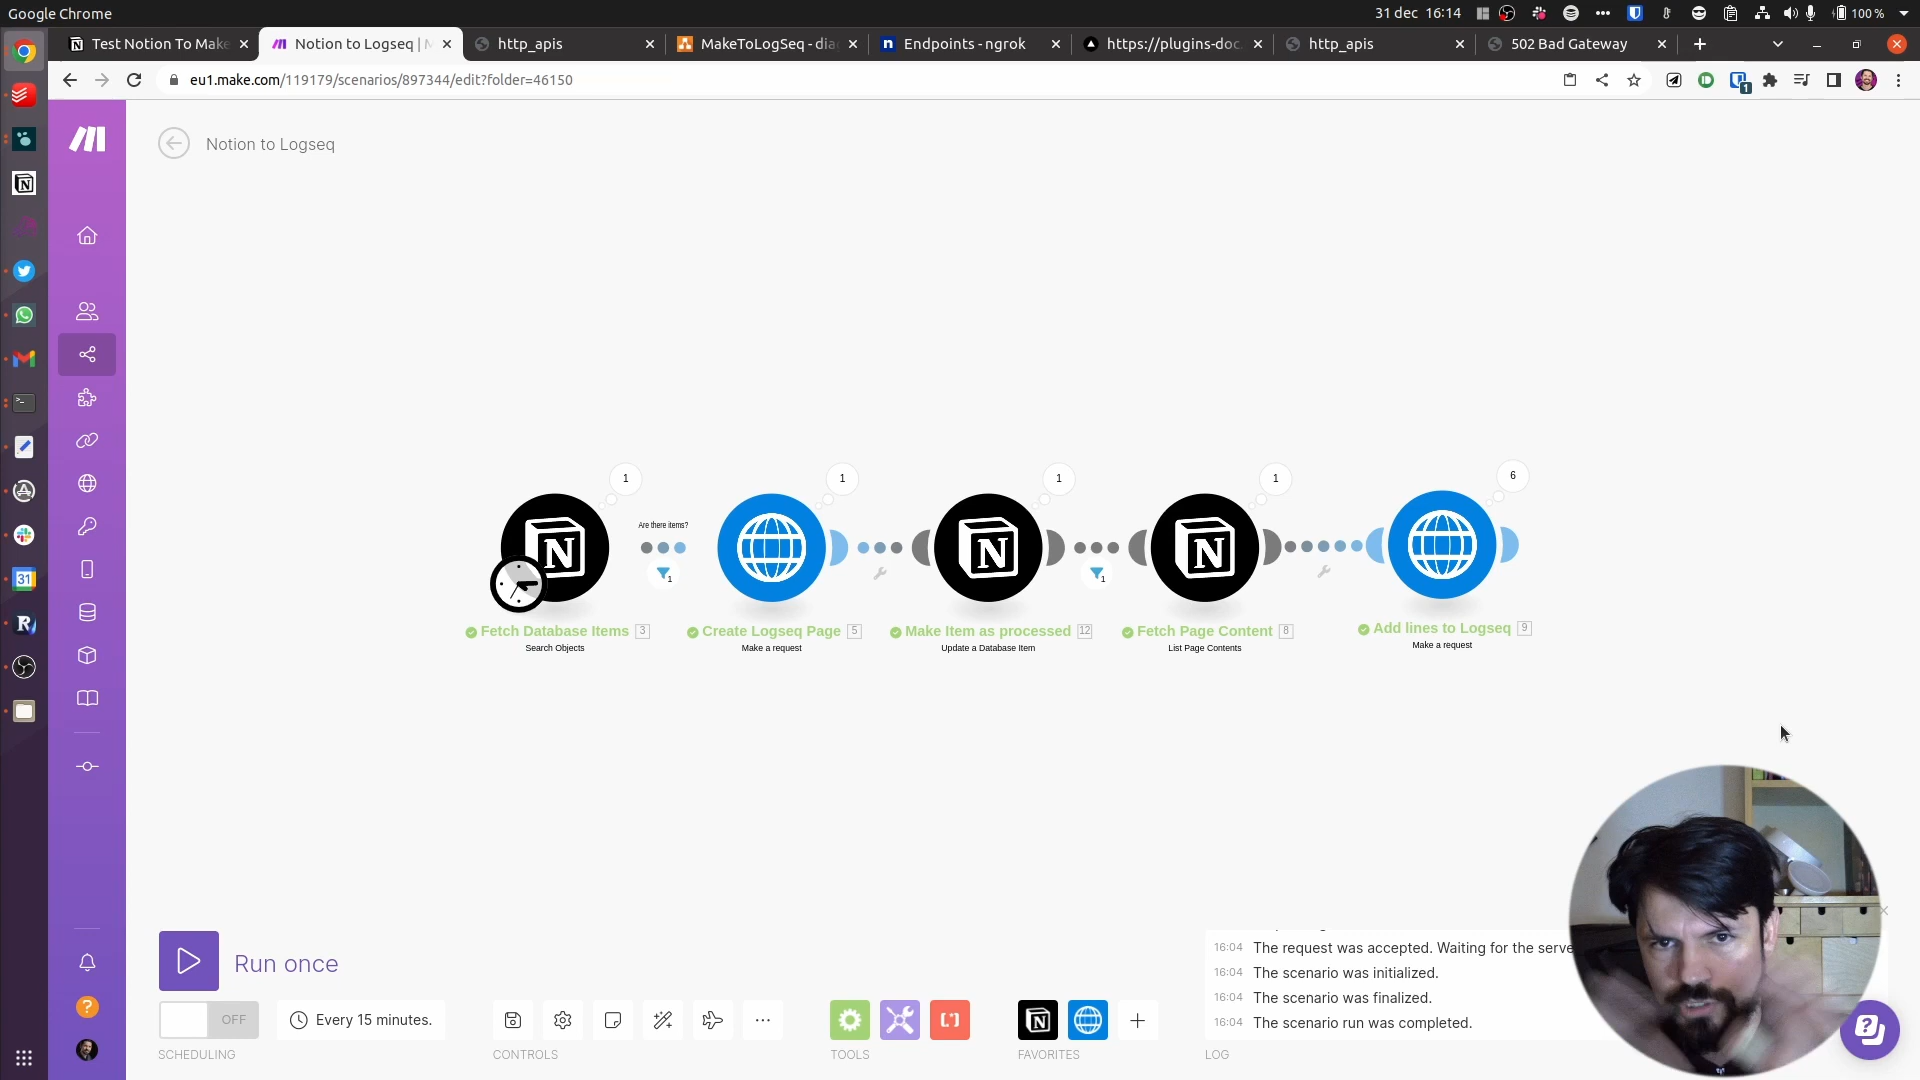 Google Chrome
31 dec 16:14
100 %
Test Notion To Make
Notion to Logseq | M
http_apis
MakeToLogSeq - dia
Endpoints - ngrok
https://plugins-doc
http_apis
502 Bad Gateway
eu1.make.com/119179/scenarios/897344/edit?folder=46150
1
Notion to Logseq
1
1
1
1
6
Are there items?
1
1
Fetch Database Items 3
Search Objects
Create Logseq Page 5
Make a request
Make Item as processed 12
Update a Database Item
Fetch Page Content 8
List Page Contents
Add lines to Logseq 9
Make a request
31
Run once
16:04 The request was accepted. Waiting for the serve
16:04 The scenario was initialized.
16:04 The scenario was finalized.
16:04 The scenario run was completed.
OFF
Every 15 minutes.
SCHEDULING
CONTROLS
TOOLS
FAVORITES
LOG